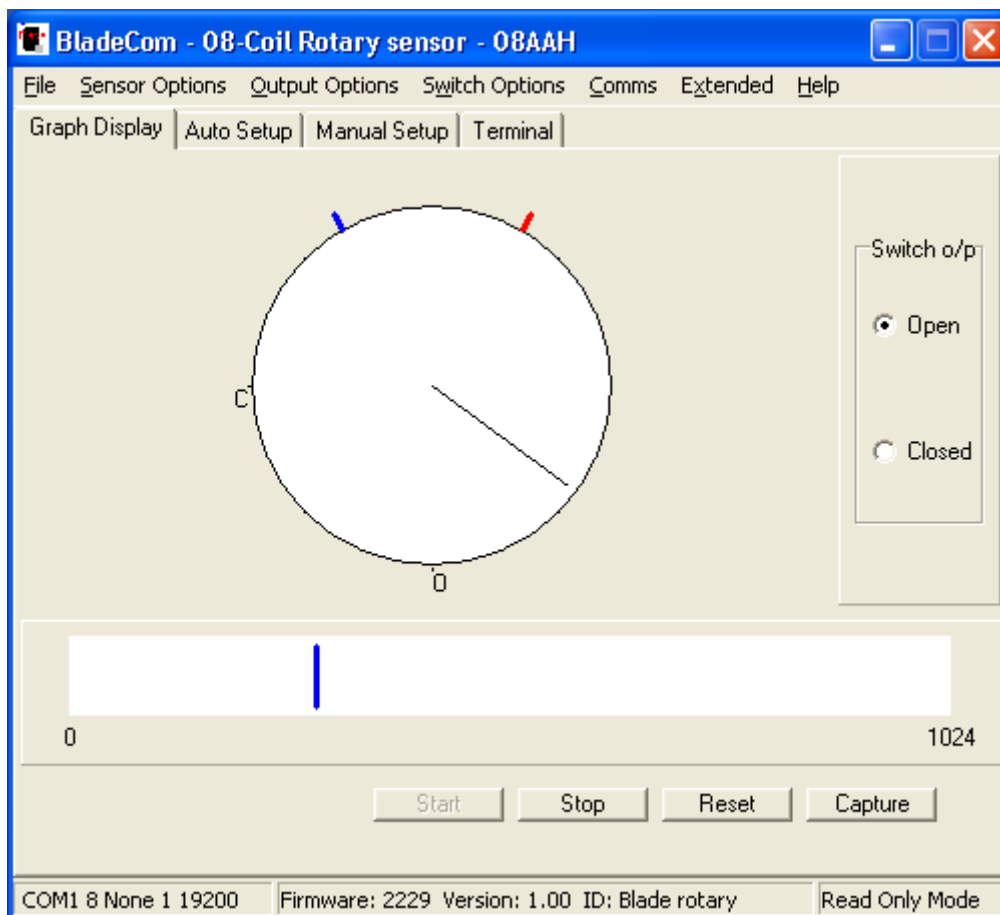 BladeCom - 08-Coil Rotary sensor - 08AAH
File Sensor Options Output Options Switch Options Comms Extended Help
Graph Display Auto Setup Manual Setup Terminal
Switch o/p
Open
C
Closed
O
0 1024
Start Stop Reset Capture
COM1 8 None 1 19200 Firmware: 2229 Version: 1.00 ID: Blade rotary Read Only Mode